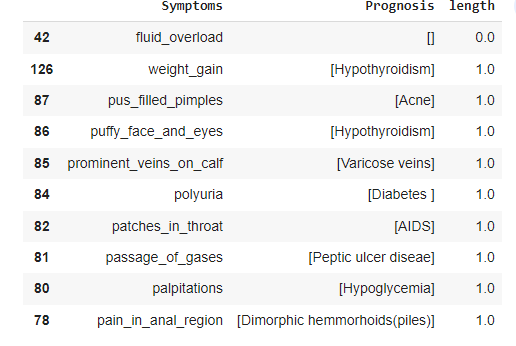 Symptoms Prognosis length
42 fluid_overload [] 0.0
126 weight_gain [Hypothyroidism] 1.0
87 pus_filled_pimples [Acne] 1.0
86 puffy_face_and_eyes [Hypothyroidism] 1.0
85 prominent_veins_on_calf [Varicose veins] 1.0
84 polyuria [Diabetes ] 1.0
82 patches_in_throat [AIDS] 1.0
81 passage_of_gases [Peptic ulcer diseae] 1.0
80 palpitations [Hypoglycemia] 1.0
78 pain_in_anal_region [Dimorphic hemmorhoids(piles)] 1.0